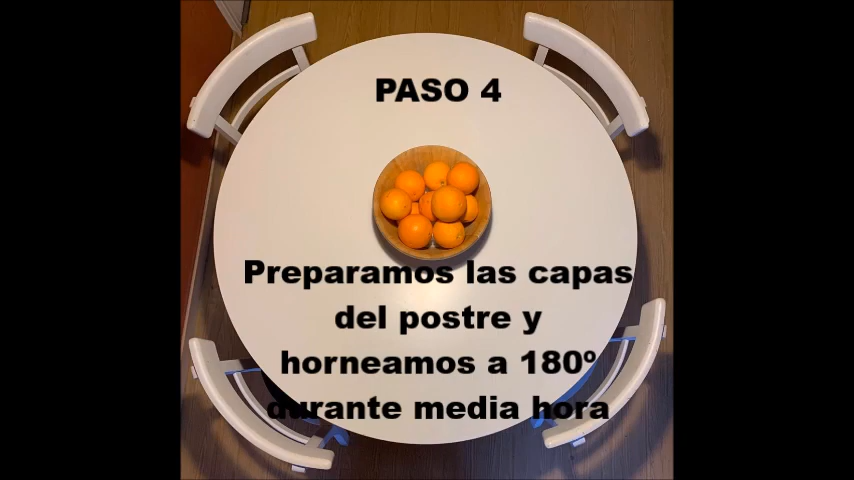 PASO 4
Preparamos las capas
del postre y
horneamos a 180º
durante media hora